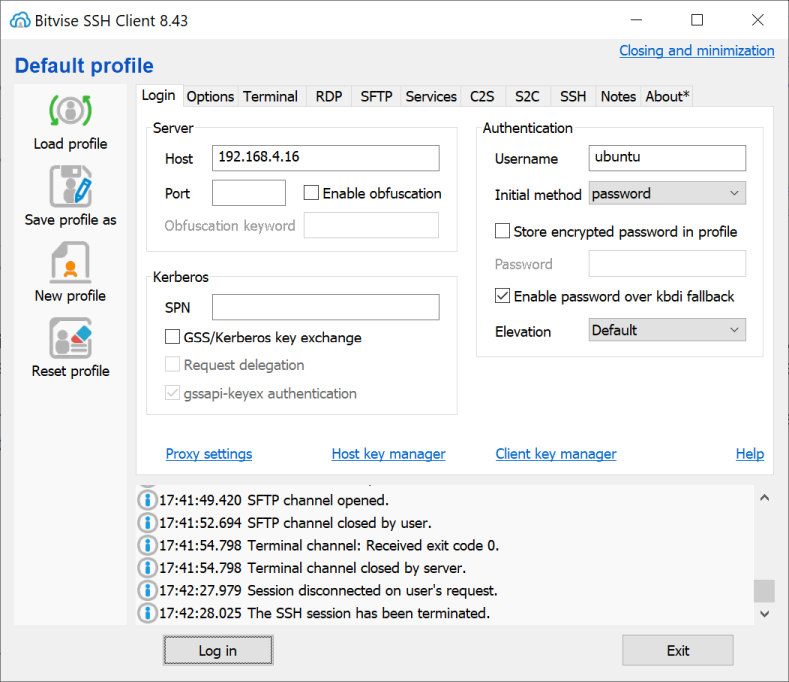 Bitvise SSH Client 8.43
Closing and minimization
Default profile
Load profile
Save profile as
New profile
Reset profile
Login Options Terminal RDP SFTP Services C2S S2C SSH Notes About*
Server
Host 192.168.4.16
Port Enable obfuscation
Obfuscation keyword
Kerberos
SPN
GSS/Kerberos key exchange
Request delegation
gssapi-keyex authentication
Authentication
Username ubuntu
Initial method password
Store encrypted password in profile
Password
Enable password over kbdi fallback
Elevation Default
Proxy settings Host key manager Client key manager Help
17:41:49.420 SFTP channel opened.
17:41:52.694 SFTP channel closed by user.
17:41:54.798 Terminal channel: Received exit code 0.
17:41:54.798 Terminal channel closed by server.
17:42:27.979 Session disconnected on user's request.
17:42:28.025 The SSH session has been terminated.
Log in Exit